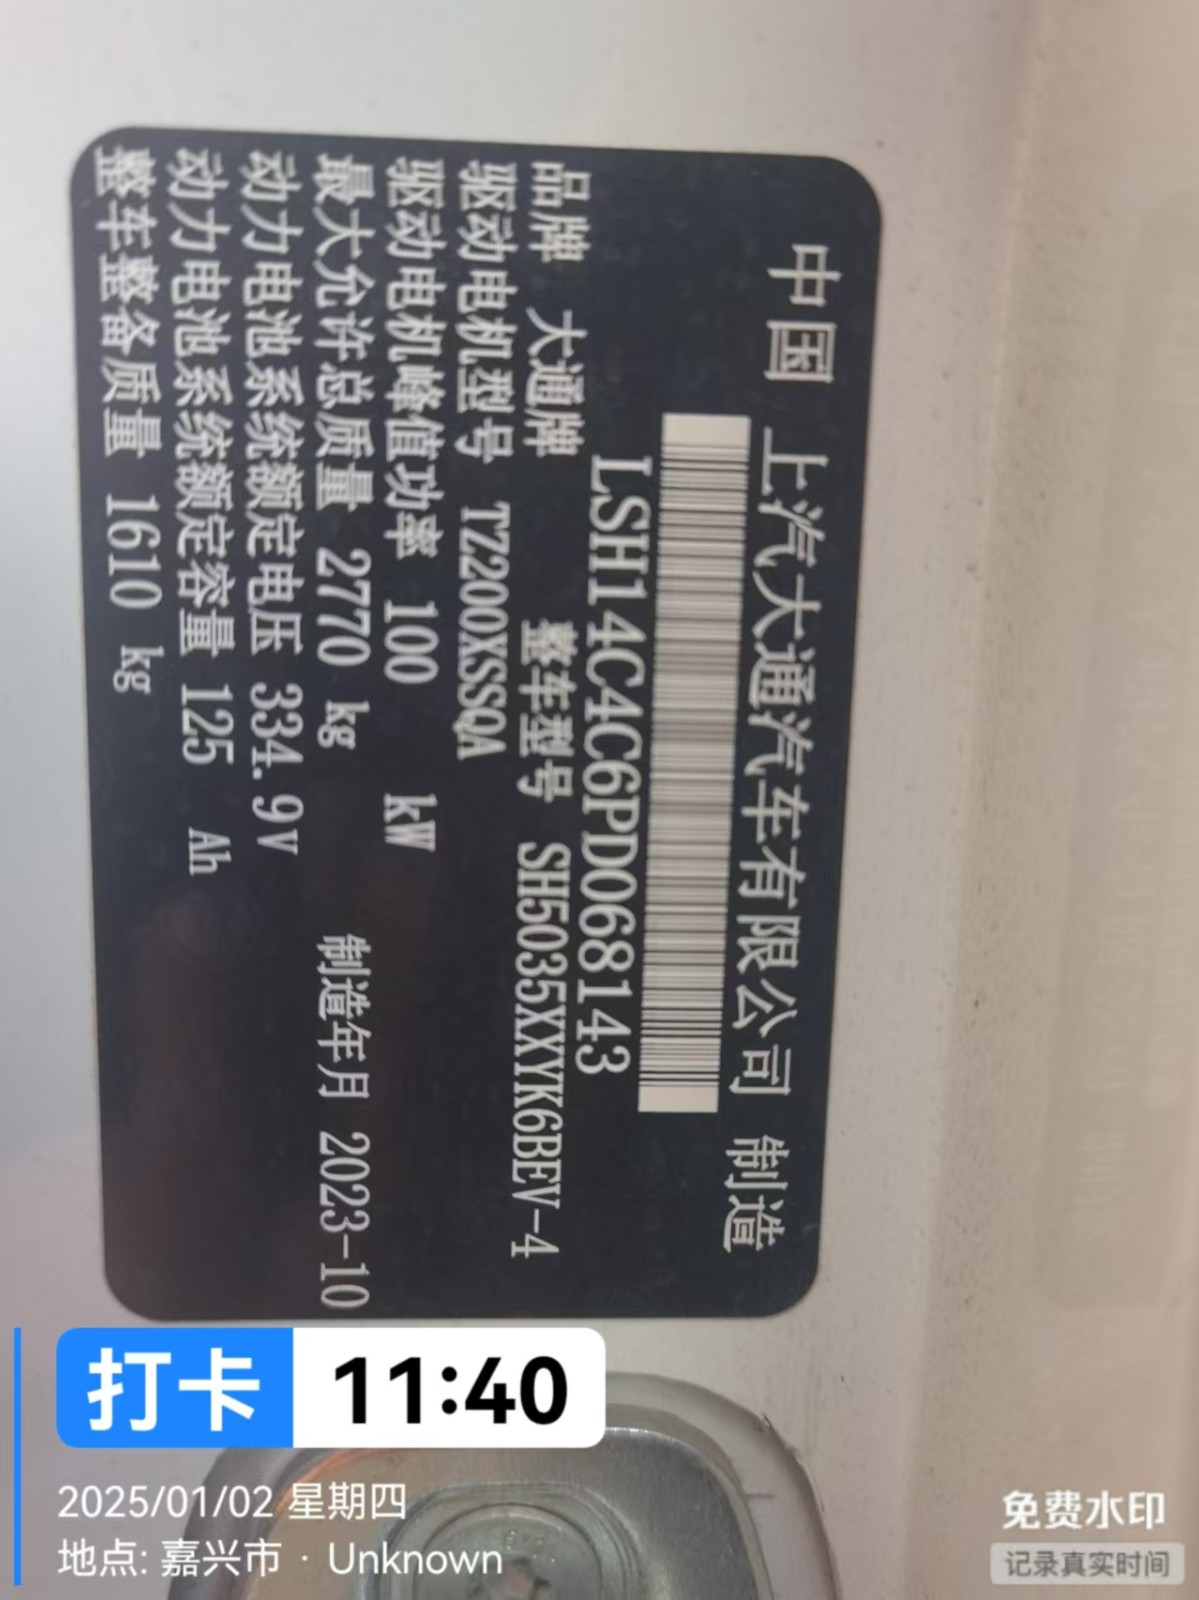 中国 上汽大通汽车有限公司 制造
LSH14C4C6PD068143
品牌 大通牌 整车型号 SH5035XXYK6BEV-4
驱动电机型号 TZ200XSSQA
驱动电机峰值功率 100 kW
最大允许总质量 2770 kg 制造年月 2023-10
动力电池系统额定电压 334.9V
动力电池系统额定容量 125 Ah
整车整备质量 1610 kg
打卡 11:40
2025/01/02 星期四
地点: 嘉兴市 · Unknown
免费水印
记录真实时间